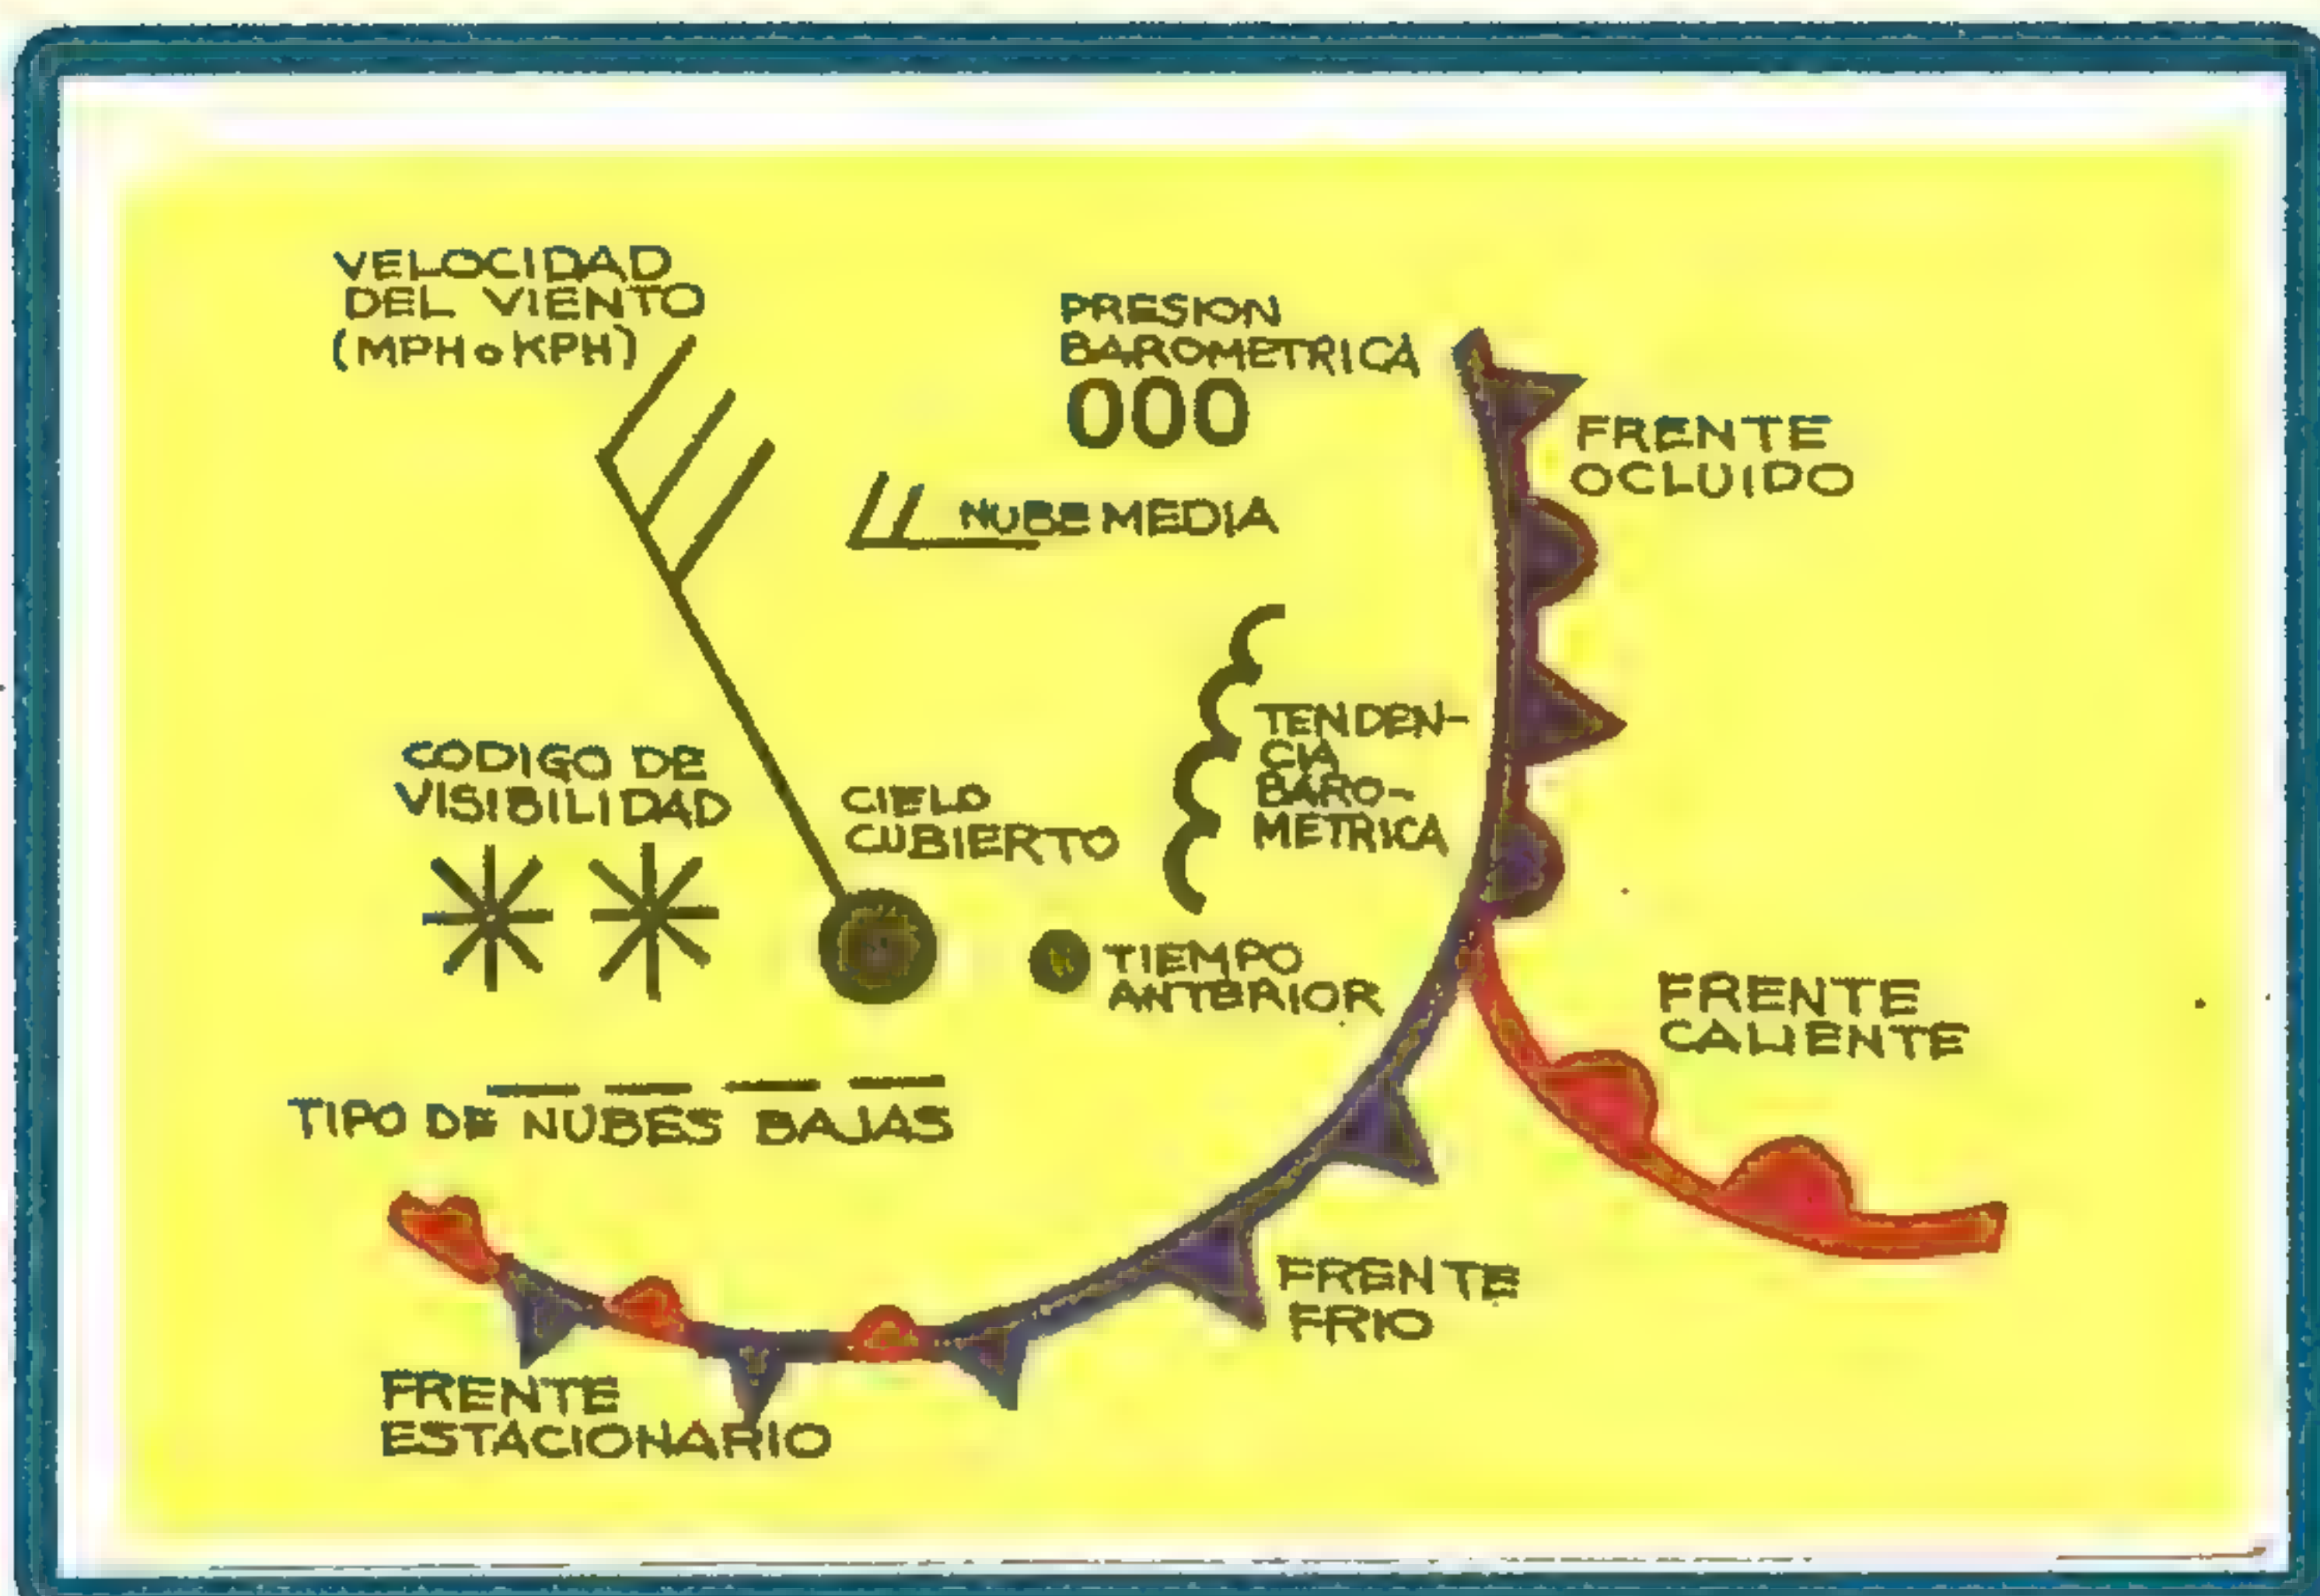 VELOCIDAD
DEL VIENTO
(MPH o KPH)
PRESION
BAROMETRICA
000
FRENTE
OCLUIDO
NUBE MEDIA
TENDEN-
CIA
BARO-
METRICA
CODIGO DE
VISIBILIDAD
CIELO
CUBIERTO
TIEMPO
ANTERIOR
FRENTE
CALIENTE
TIPO DE NUBES BAJAS
FRENTE
FRIO
FRENTE
ESTACIONARIO